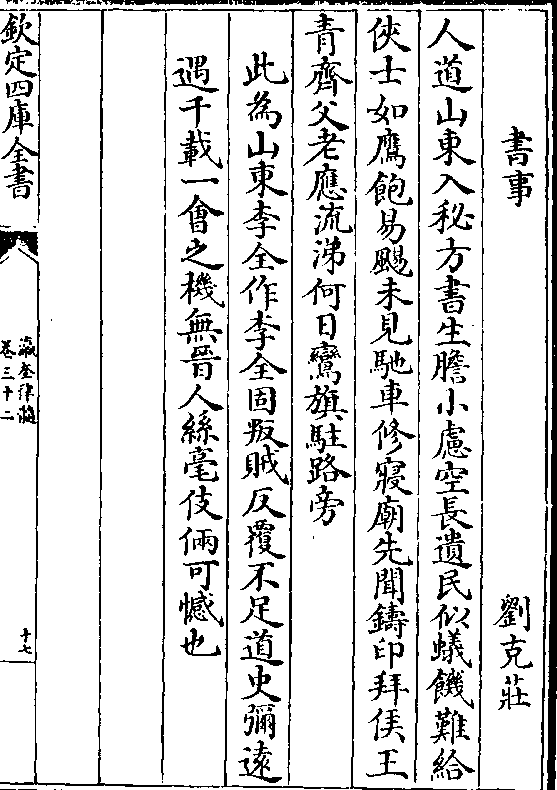 書事　劉克莊
人道山東入秘方書生膽小慮空長遺民似蟻饑難給
俠士如鷹飽易颺未見馳車修寢廟先聞鑄印拜侯王
青齊父老應流涕何日鸞旗駐路旁
此為山東李全作李全固叛賊反覆不足道史彌逺
遇千載一會之機無晉人絲毫伎倆可憾也
欽定四庫全書
瀛奎律髓
卷三十二
十七